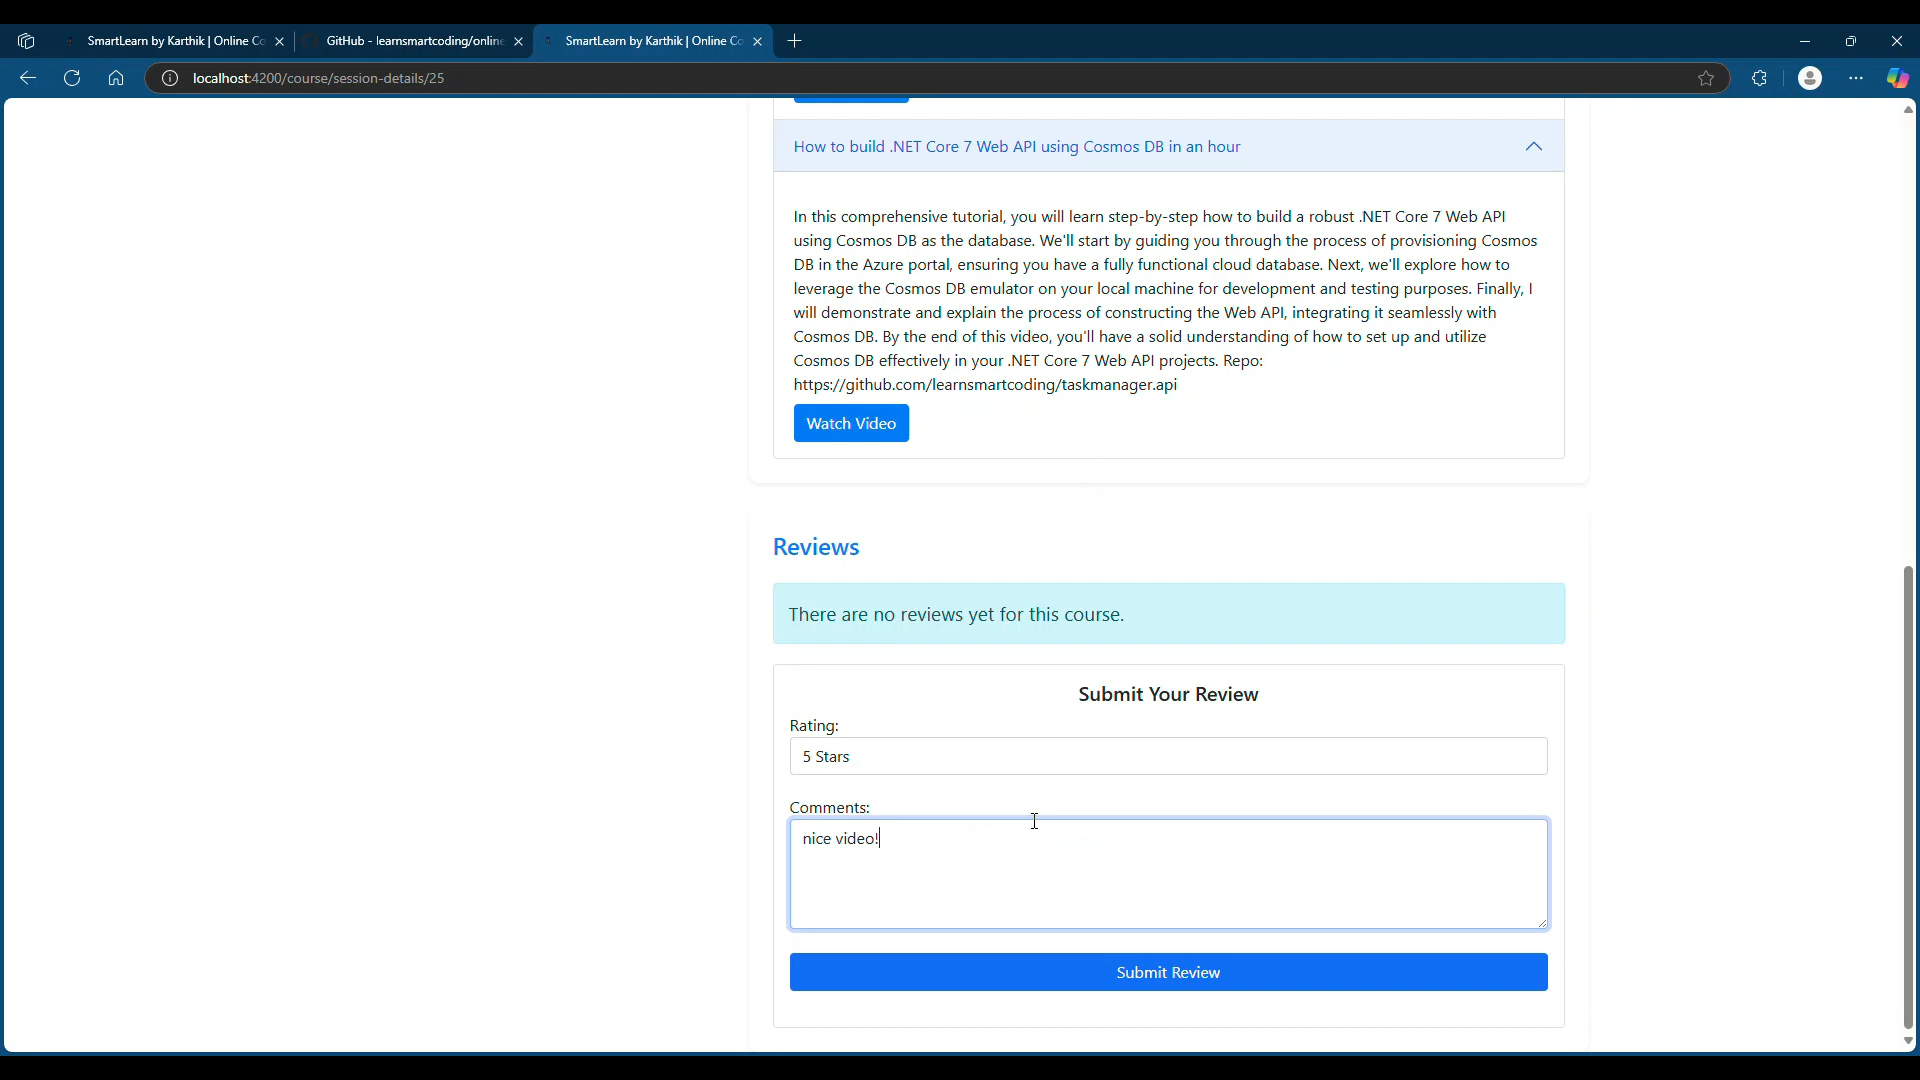 SmartLearn by Karthik | Online Co
GitHub - learnsmartcoding/online
SmartLearn by Karthik | Online Co
localhost:4200/course/session-details/25
How to build .NET Core 7 Web API using Cosmos DB in an hour
In this comprehensive tutorial, you will learn step-by-step how to build a robust .NET Core 7 Web API
using Cosmos DB as the database. We'll start by guiding you through the process of provisioning Cosmos
DB in the Azure portal, ensuring you have a fully functional cloud database. Next, we'll explore how to
leverage the Cosmos DB emulator on your local machine for development and testing purposes. Finally, I
will demonstrate and explain the process of constructing the Web API, integrating it seamlessly with
Cosmos DB. By the end of this video, you'll have a solid understanding of how to set up and utilize
Cosmos DB effectively in your .NET Core 7 Web API projects. Repo:
https://github.com/learnsmartcoding/taskmanager.api
Watch Video
Reviews
There are no reviews yet for this course.
Submit Your Review
Rating:
5 Stars
Comments:
nice video!
Submit Review